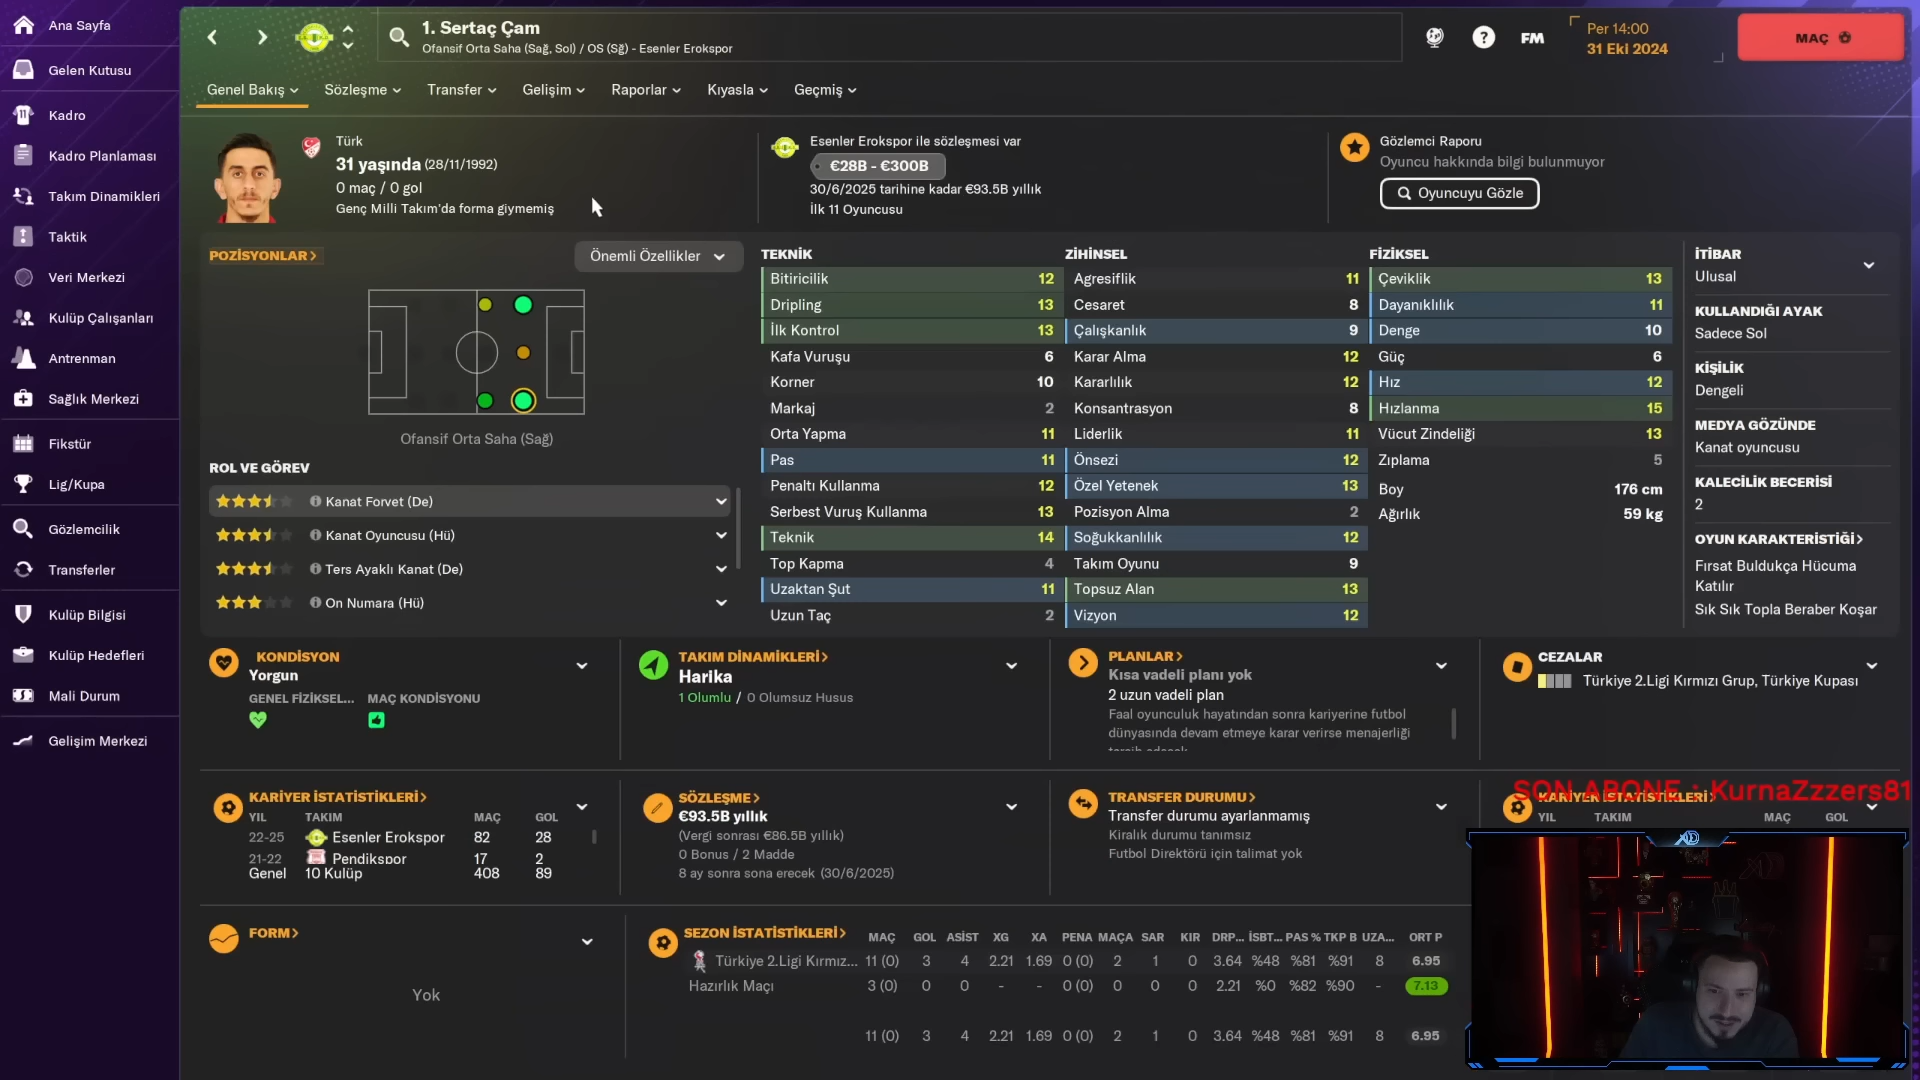 Ana Sayfa
Gelen Kutusu
Kadro
Kadro Planlaması
Takım Dinamikleri
Taktik
Veri Merkezi
Kulüp Çalışanları
Antrenman
Sağlık Merkezi
Fikstür
Lig/Kupa
Gözlemcilik
Transferler
Kulüp Bilgisi
Kulüp Hedefleri
Mali Durum
Gelişim Merkezi
1. Sertaç Çam
Ofansif Orta Saha (Sağ, Sol) / OS (Sğ) - Esenler Erokspor
FM
Per 14:00
31 Eki 2024
MAÇ
Genel Bakış
Sözleşme
Transfer
Gelişim
Raporlar
Kıyasla
Geçmiş
Türk
31 yaşında (28/11/1992)
0 maç / 0 gol
Genç Milli Takım'da forma giymemiş
Esenler Erokspor ile sözleşmesi var
€28B - €300B
30/6/2025 tarihine kadar €93.5B yıllık
İlk 11 Oyuncusu
Gözlemci Raporu
Oyuncu hakkında bilgi bulunmuyor
Oyuncuyu Gözle
POZİSYONLAR>
Önemli Özellikler
Ofansif Orta Saha (Sağ)
ROL VE GÖREV
Kanat Forvet (De)
Kanat Oyuncusu (Hü)
Ters Ayaklı Kanat (De)
On Numara (Hü)
TEKNİK
Bitiricilik 12
Dripling 13
İlk Kontrol 13
Kafa Vuruşu 6
Korner 10
Markaj 2
Orta Yapma 11
Pas 11
Penaltı Kullanma 12
Serbest Vuruş Kullanma 13
Teknik 14
Top Kapma 4
Uzaktan Şut 11
Uzun Taç 2
ZİHİNSEL
Agresiflik 11
Cesaret 8
Çalışkanlık 9
Karar Alma 12
Kararlılık 12
Konsantrasyon 8
Liderlik 11
Önsezi 12
Özel Yetenek 13
Pozisyon Alma 2
Soğukkanlılık 12
Takım Oyunu 9
Topsuz Alan 13
Vizyon 12
FİZİKSEL
Çeviklik 13
Dayanıklılık 11
Denge 10
Güç 6
Hız 12
Hızlanma 15
Vücut Zindeliği 13
Zıplama 5
Boy 176 cm
Ağırlık 59 kg
İTİBAR
Ulusal
KULLANDIĞI AYAK
Sadece Sol
KİŞİLİK
Dengeli
MEDYA GÖZÜNDE
Kanat oyuncusu
KALECİLİK BECERİSİ
2
OYUN KARAKTERİSTİĞİ>
Fırsat Buldukça Hücuma
Katılır
Sık Sık Topla Beraber Koşar
KONDİSYON
Yorgun
GENEL FİZİKSEL... MAÇ KONDİSYONU
TAKIM DİNAMİKLERİ>
Harika
1 Olumlu / 0 Olumsuz Husus
PLANLAR>
Kısa vadeli planı yok
2 uzun vadeli plan
Faal oyunculuk hayatından sonra kariyerine futbol
dünyasında devam etmeye karar verirse menajerliği
tercih edecek.
CEZALAR
Türkiye 2.Ligi Kırmızı Grup, Türkiye Kupası
KARİYER İSTATİSTİKLERİ>
YIL TAKIM MAÇ GOL
22-25 Esenler Erokspor 82 28
21-22 Pendikspor 17 2
Genel 10 Kulüp 408 89
SÖZLEŞME>
€93.5B yıllık
(Vergi sonrası €86.5B yıllık)
0 Bonus / 2 Madde
8 ay sonra sona erecek (30/6/2025)
TRANSFER DURUMU>
Transfer durumu ayarlanmamış
Kiralık durumu tanımsız
Futbol Direktörü için talimat yok
SON ABONE : KurnaZzzers81
KARİYER İSTATİSTİKLERİ>
YIL TAKIM MAÇ GOL
FORM>
Yok
SEZON İSTATİSTİKLERİ> MAÇ GOL ASİST XG XA PENA MAÇA SAR KIR DRP... İSBT... PAS % TKP B UZA... ORT P
Türkiye 2.Ligi Kırmız... 11 (0) 3 4 2.21 1.69 0 (0) 2 1 0 3.64 %48 %81 %91 8 6.95
Hazırlık Maçı 3 (0) 0 0 - - 0 (0) 0 0 0 2.21 %0 %82 %90 - 7.13
11 (0) 3 4 2.21 1.69 0 (0) 2 1 0 3.64 %48 %81 %91 8 6.95